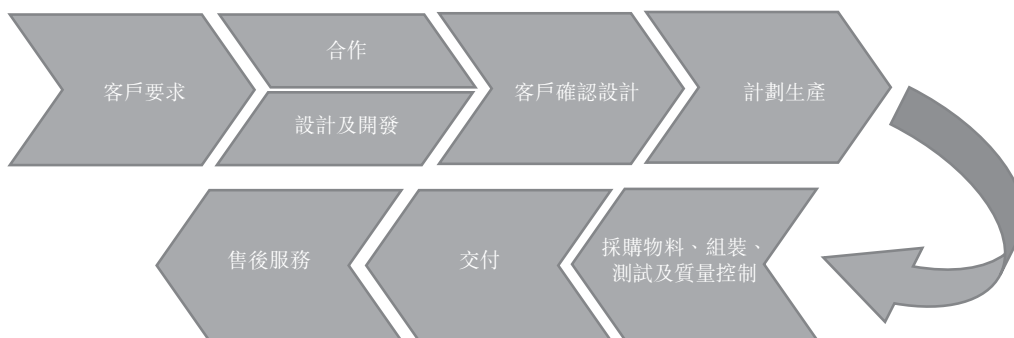 客戶要求
合作
設計及開發
客戶確認設計
計劃生產
採購物料、組裝、
測試及質量控制
交付
售後服務